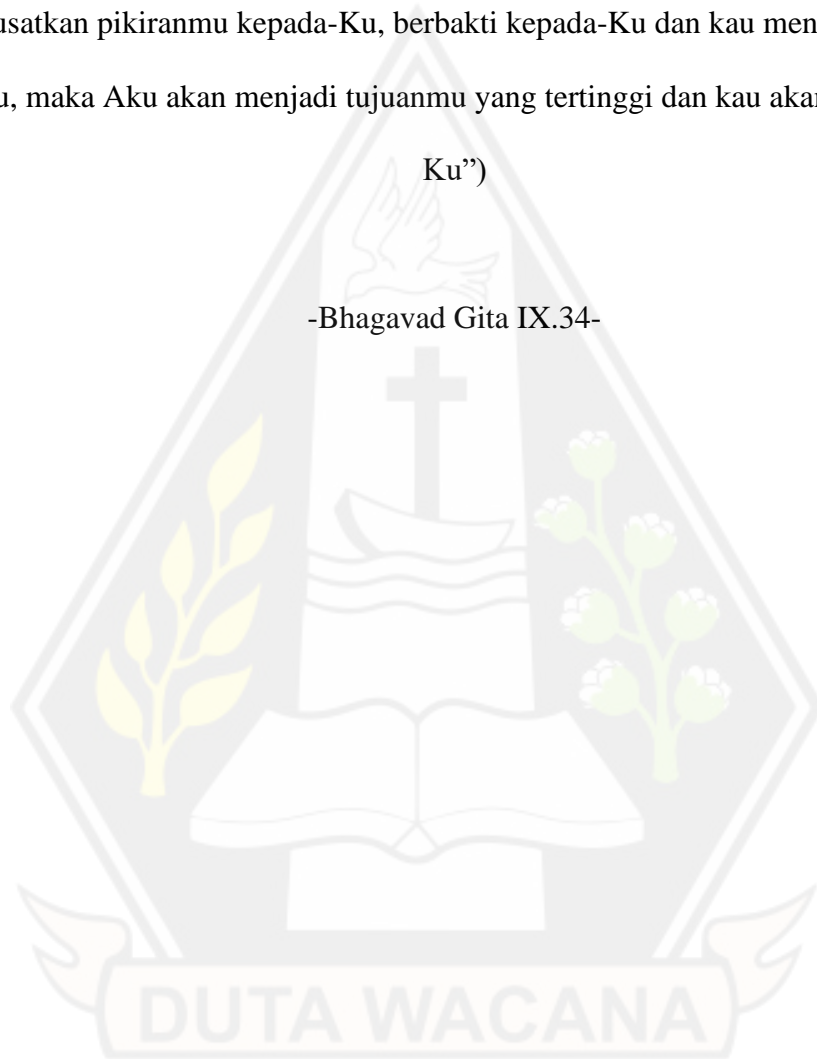 usatkan pikiranmu kepada-Ku, berbakti kepada-Ku dan kau men
u, maka Aku akan menjadi tujuanmu yang tertinggi dan kau akan
Ku”)
-Bhagavad Gita IX.34-
DUTA WACANA